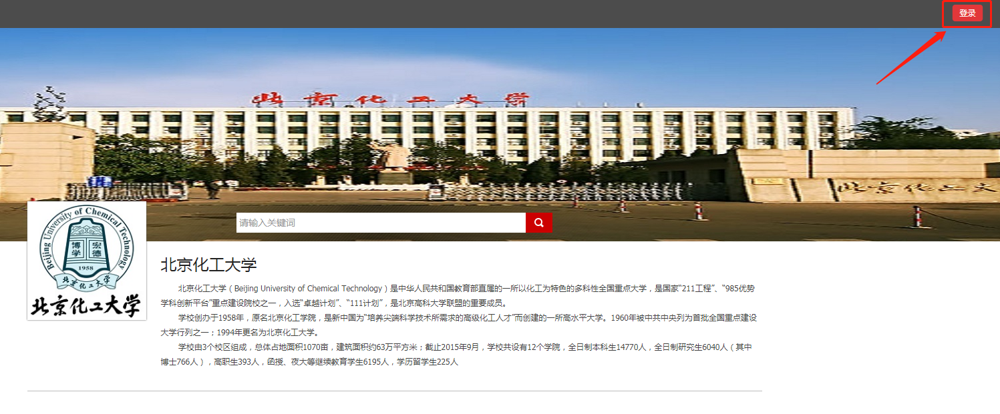 登录
北京化工大学
北京化工大
请输入关键词
Beijing University of Chemical Technology
博学
宏德
1958
北京化工大学
北京化工大学
北京化工大学
北京化工大学（Beijing University of Chemical Technology）是中华人民共和国教育部直属的一所以化工为特色的多科性全国重点大学，是国家“211工程”、“985优势
学科创新平台”重点建设院校之一，入选“卓越计划”、“111计划”，是北京高科大学联盟的重要成员。
学校创办于1958年，原名北京化工学院，是新中国为“培养尖端科学技术所需求的高级化工人才”而创建的一所高水平大学。1960年被中共中央列为首批全国重点建设
大学行列之一；1994年更名为北京化工大学。
学校由3个校区组成，总体占地面积1070亩，建筑面积约63万平方米；截止2015年9月，学校共设有12个学院，全日制本科生14770人，全日制研究生6040人（其中
博士766人），高职生393人，函授、夜大等继续教育学生6195人，学历留学生225人